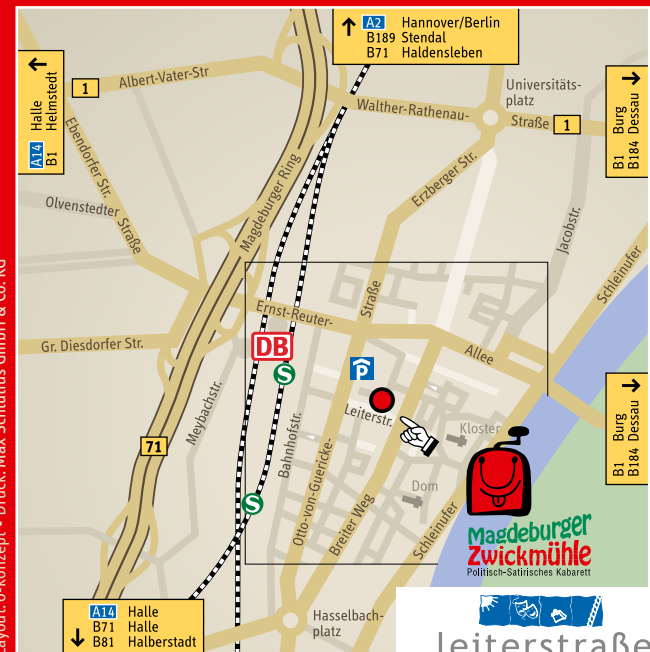 A2 Hannover/Berlin
B189 Stendal
B71 Haldensleben
Halle
Helmstedt
A14
B1
1
Albert-Vater-Str
Universitäts-
platz
Walther-Rathenau-
Straße
1
Burg
Dessau
B1
B184
Ebendorfer Str.
Olvenstedter
Straße
Magdeburger Ring
Erzberger Str.
Jacobstr.
Schleinufer
Ernst-Reuter-
Straße
Allee
Gr. Diesdorfer Str.
DB
S
P
Leiterstr.
Kloster
Meybachstr.
Bahnhofstr.
71
Burg
Dessau
B1
B184
Dom
S
Otto-von-Guericke-
Breiter Weg
Schleinufer
Magdeburger
Zwickmühle
Politisch-Satirisches Kabarett
A14 Halle
B71 Halle
B81 Halberstadt
Hasselbach-
platz
leiterstraße